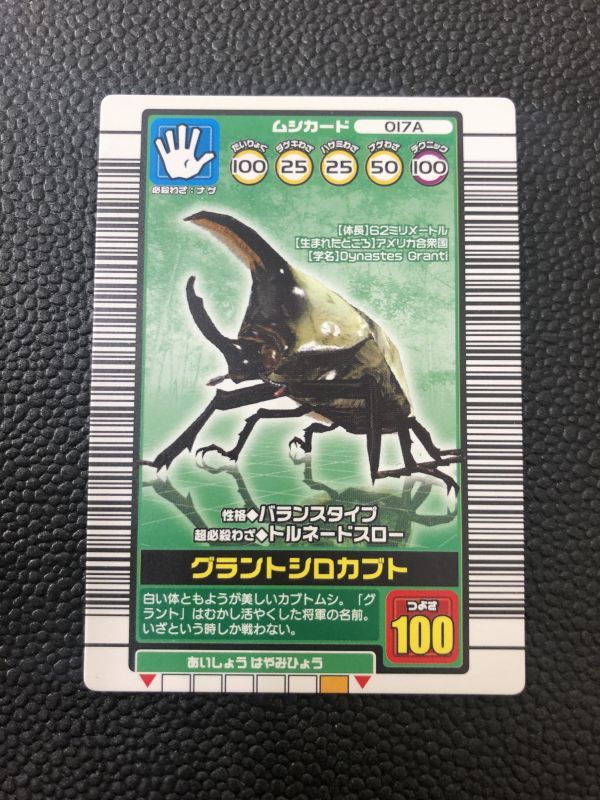 ムシカード 017A
必殺わざ：ナゲ
たいりょく ダゲキわざ ハサミわざ ナゲわざ テクニック
100 25 25 50 100
【体長】62ミリメートル
【生まれたところ】アメリカ合衆国
【学名】Dynastes Granti
性格◆バランスタイプ
超必殺わざ◆トルネードスロー
グラントシロカブト
白い体ともようが美しいカブトムシ。「グ
ラント」はむかし活やくした将軍の名前。
いざという時しか戦わない。
つよさ
100
あいしょう はやみひょう